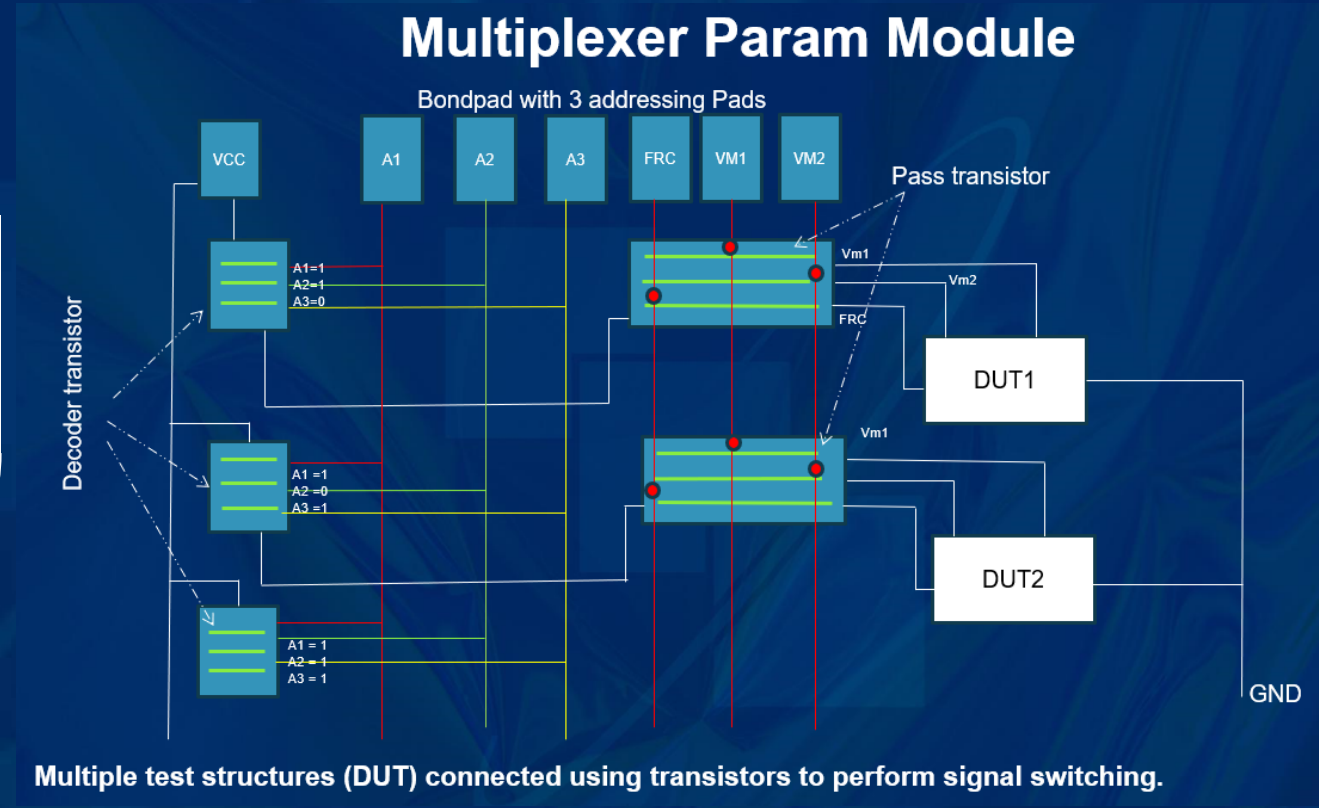 Multiplexer Param Module
Bondpad with 3 addressing Pads
VCC
A1
A2
A3
FRC
VM1
VM2
Pass transistor
A1=1
A2=1
A3=0
Vm1
Vm2
FRC
DUT1
Decoder transistor
A1 =1
A2 =0
A3 =1
Vm1
DUT2
A1 = 1
A2 = 1
A3 = 1
GND
Multiple test structures (DUT) connected using transistors to perform signal switching.